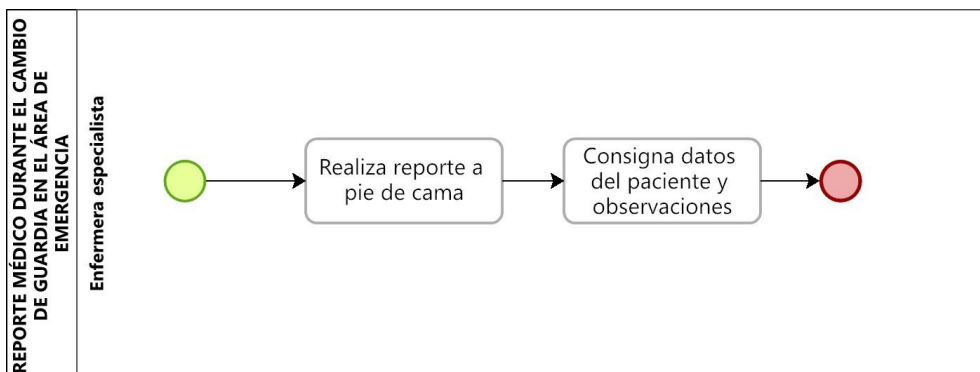 REPORTE MÉDICO DURANTE EL CAMBIO
DE GUARDIA EN EL ÁREA DE
EMERGENCIA
Enfermera especialista
Realiza reporte a
pie de cama
Consigna datos
del paciente y
observaciones